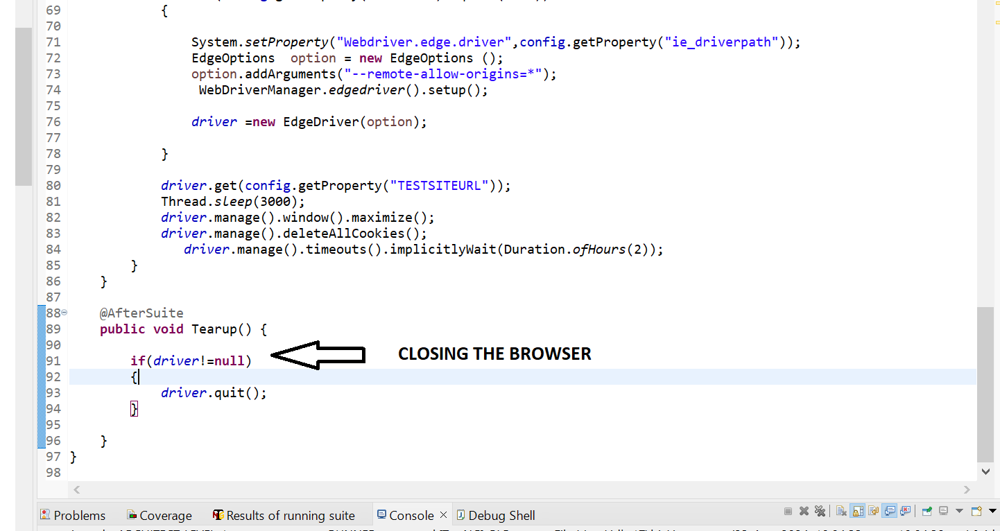 69 {
70
71 System.setProperty("Webdriver.edge.driver",config.getProperty("ie_driverpath"));
72 EdgeOptions option = new EdgeOptions ();
73 option.addArguments("--remote-allow-origins=*");
74 WebDriverManager.edgedriver().setup();
75
76 driver =new EdgeDriver(option);
77
78 }
79
80 driver.get(config.getProperty("TESTSITEURL"));
81 Thread.sleep(3000);
82 driver.manage().window().maximize();
83 driver.manage().deleteAllCookies();
84 driver.manage().timeouts().implicitlyWait(Duration.ofHours(2));
85 }
86 }
87
88 @AfterSuite
89 public void Tearup() {
90
CLOSING THE BROWSER
91 if(driver!=null)
92 {
93 driver.quit();
94 }
95
96 }
97 }
98
Problems Coverage Results of running suite Console Debug Shell